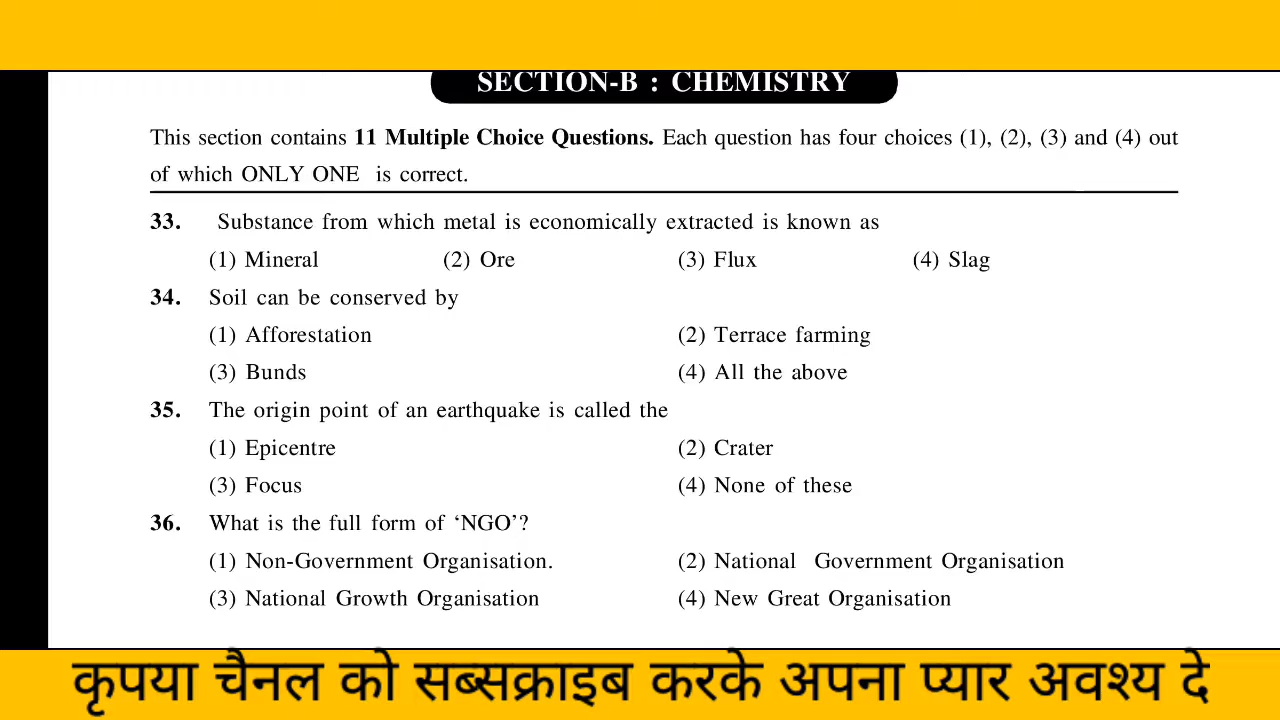 SECTION-B : CHEMISTRY
This section contains 11 Multiple Choice Questions. Each question has four choices (1), (2), (3) and (4) out
of which ONLY ONE is correct.
33. Substance from which metal is economically extracted is known as
(1) Mineral (2) Ore (3) Flux (4) Slag
34. Soil can be conserved by
(1) Afforestation (2) Terrace farming
(3) Bunds (4) All the above
35. The origin point of an earthquake is called the
(1) Epicentre (2) Crater
(3) Focus (4) None of these
36. What is the full form of ‘NGO’?
(1) Non-Government Organisation. (2) National Government Organisation
(3) National Growth Organisation (4) New Great Organisation
कृपया चैनल को सब्सक्राइब करके अपना प्यार अवश्य दे